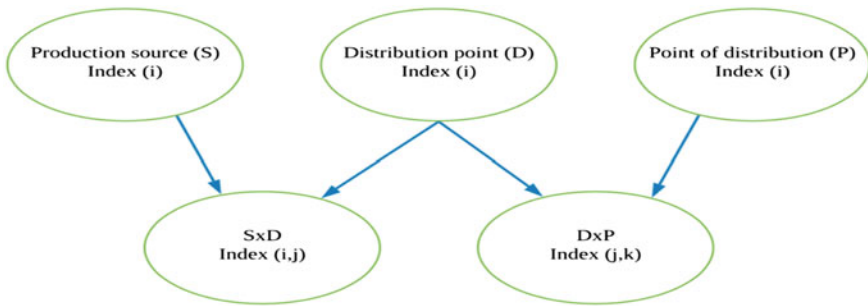 Production source (S)
Index (i)
Distribution point (D)
Index (i)
Point of distribution (P)
Index (i)
SxD
Index (i,j)
DxP
Index (j,k)